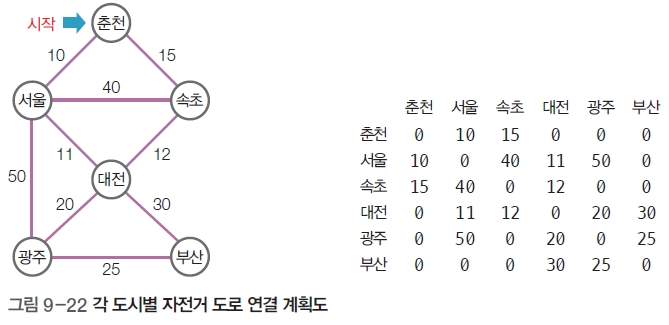 시작
춘천
10
15
서울
40
속초
11
12
50
대전
20
30
광주
부산
25
춘천 서울 속초 대전 광주 부산
춘천 0 10 15 0 0 0
서울 10 0 40 11 50 0
속초 15 40 0 12 0 0
대전 0 11 12 0 20 30
광주 0 50 0 20 0 25
부산 0 0 0 30 25 0
그림 9-22 각 도시별 자전거 도로 연결 계획도